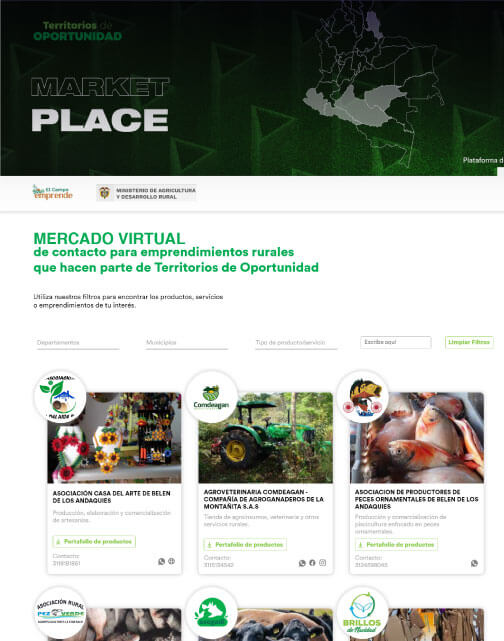 Territorios de
OPORTUNIDAD
MARKET
PLACE
Plataforma d
El Campo
emprende
MINISTERIO DE AGRICULTURA
Y DESARROLLO RURAL
MERCADO VIRTUAL
de contacto para emprendimientos rurales
que hacen parte de Territorios de Oportunidad
Utiliza nuestros filtros para encontrar los productos, servicios
o emprendimientos de tu interés.
Departamentos
Municipios
Tipo de producto/servicio
Escribe aquí
Limpiar Filtros
Comdeagan
ASOCIACIÓN CASA DEL ARTE DE BELEN
DE LOS ANDAQUIES
Producción, elaboración y comercialización
de artesanías.
Portafolio de productos
Contacto:
AGROVETERINARIA COMDEAGAN -
COMPAÑÍA DE AGROGANADEROS DE LA
MONTAÑITA S.A.S
Tienda de agroinsumos, veterinaria y otros
servicios rurales.
Portafolio de productos
Contacto:
ASOCIACION DE PRODUCTORES DE
PECES ORNAMENTALES DE BELEN DE LOS
ANDAQUIES
Producción y comercialización de
piscicultura enfocado en peces
ornamentales.
Portafolio de productos
Contacto:
ASOCIACIÓN RURAL
PEZ VERDE
BRILLOS
de Navidad